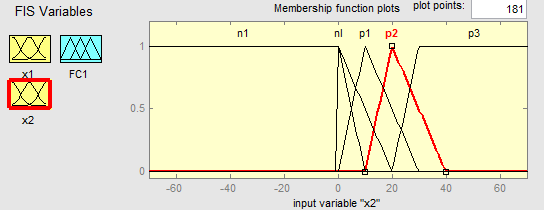 FIS Variables
Membership function plots
plot points:
181
x1
FC1
x2
n1
nl
p1
p2
p3
1
0.5
0
-60
-40
-20
0
20
40
60
input variable "x2"